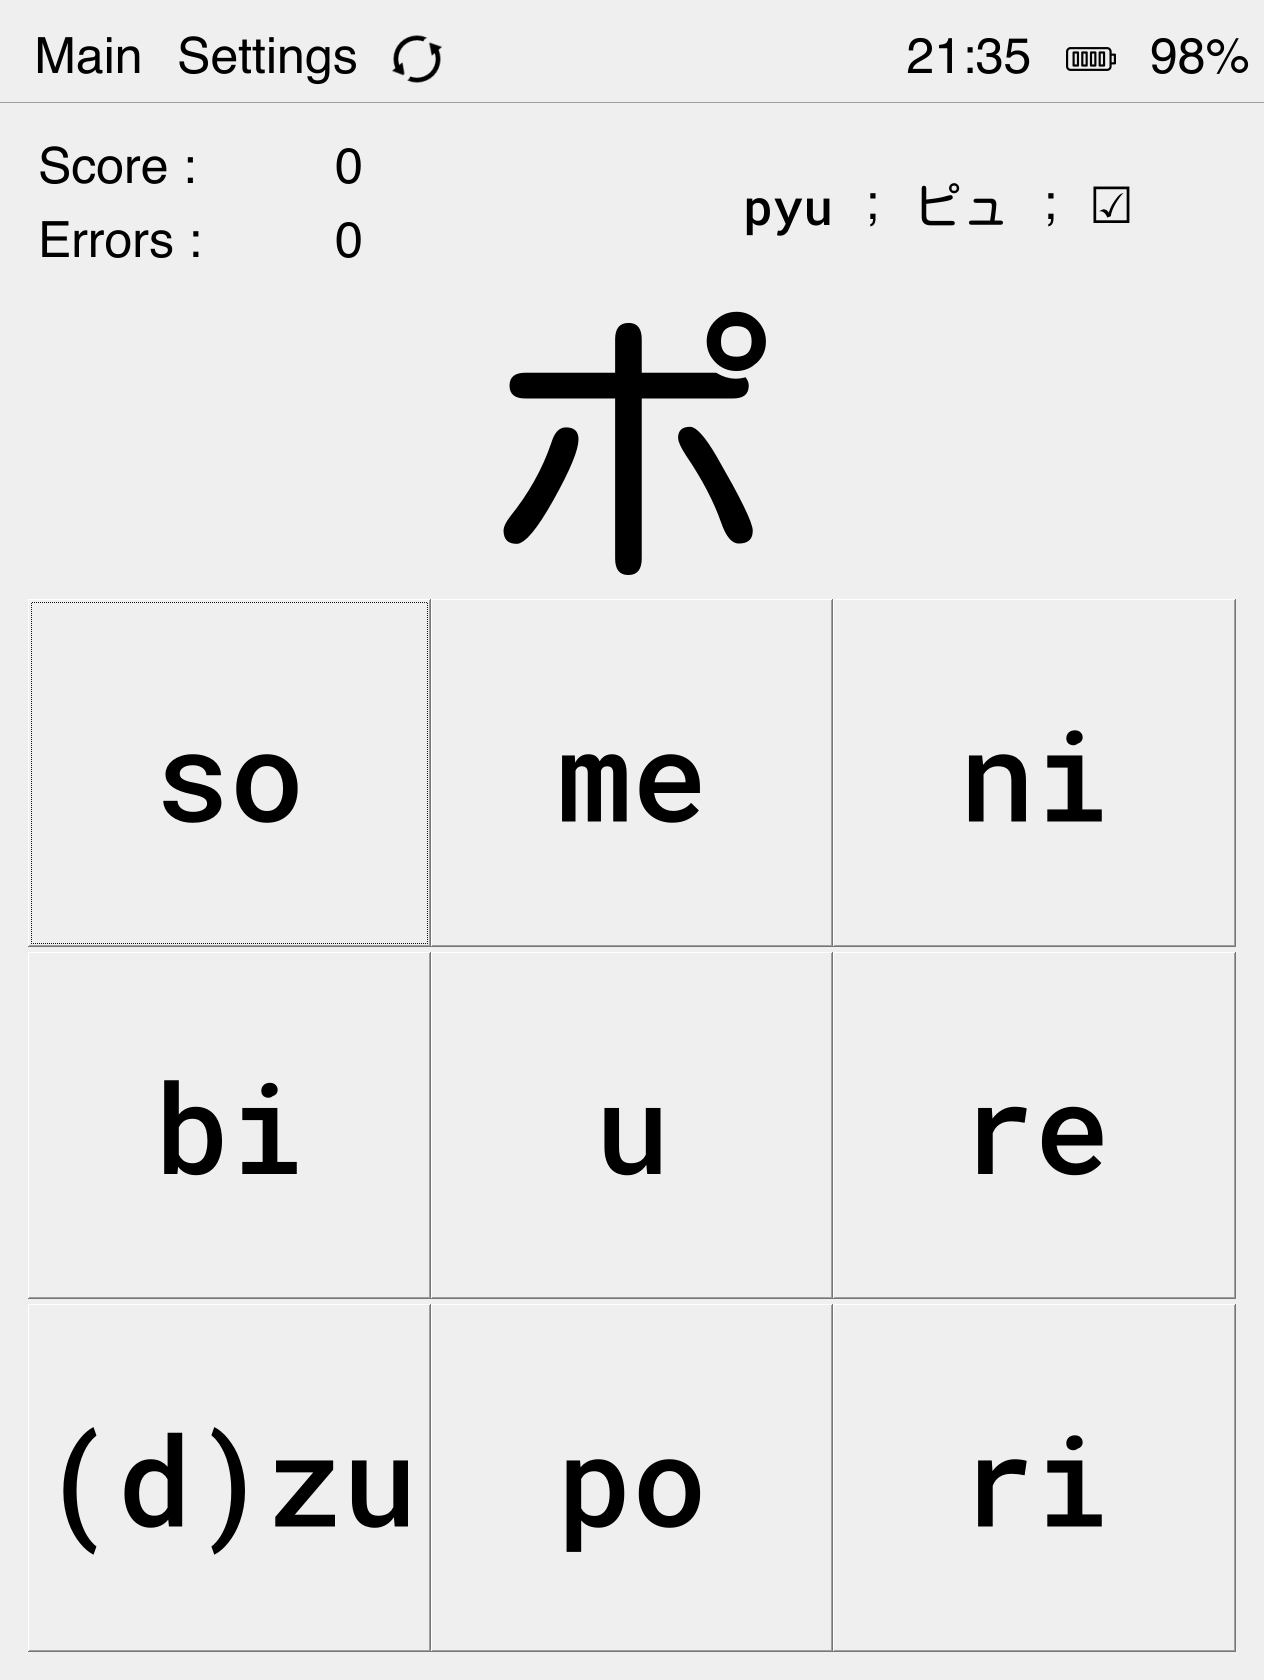 Main Settings 21:35 98%
Score : 0
Errors : 0
pyu ; ピュ ; ☑
ポ
so me ni
bi u re
(d)zu po ri